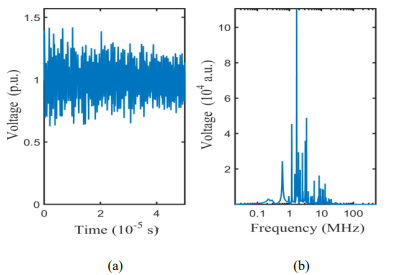 1.5
1
0.5
0
Voltage (p.u.)
0 2 4
Time (10⁻⁵ s)
(a)
10
8
6
4
2
Voltage (10⁴ a.u.)
0.1 1 10 100
Frequency (MHz)
(b)